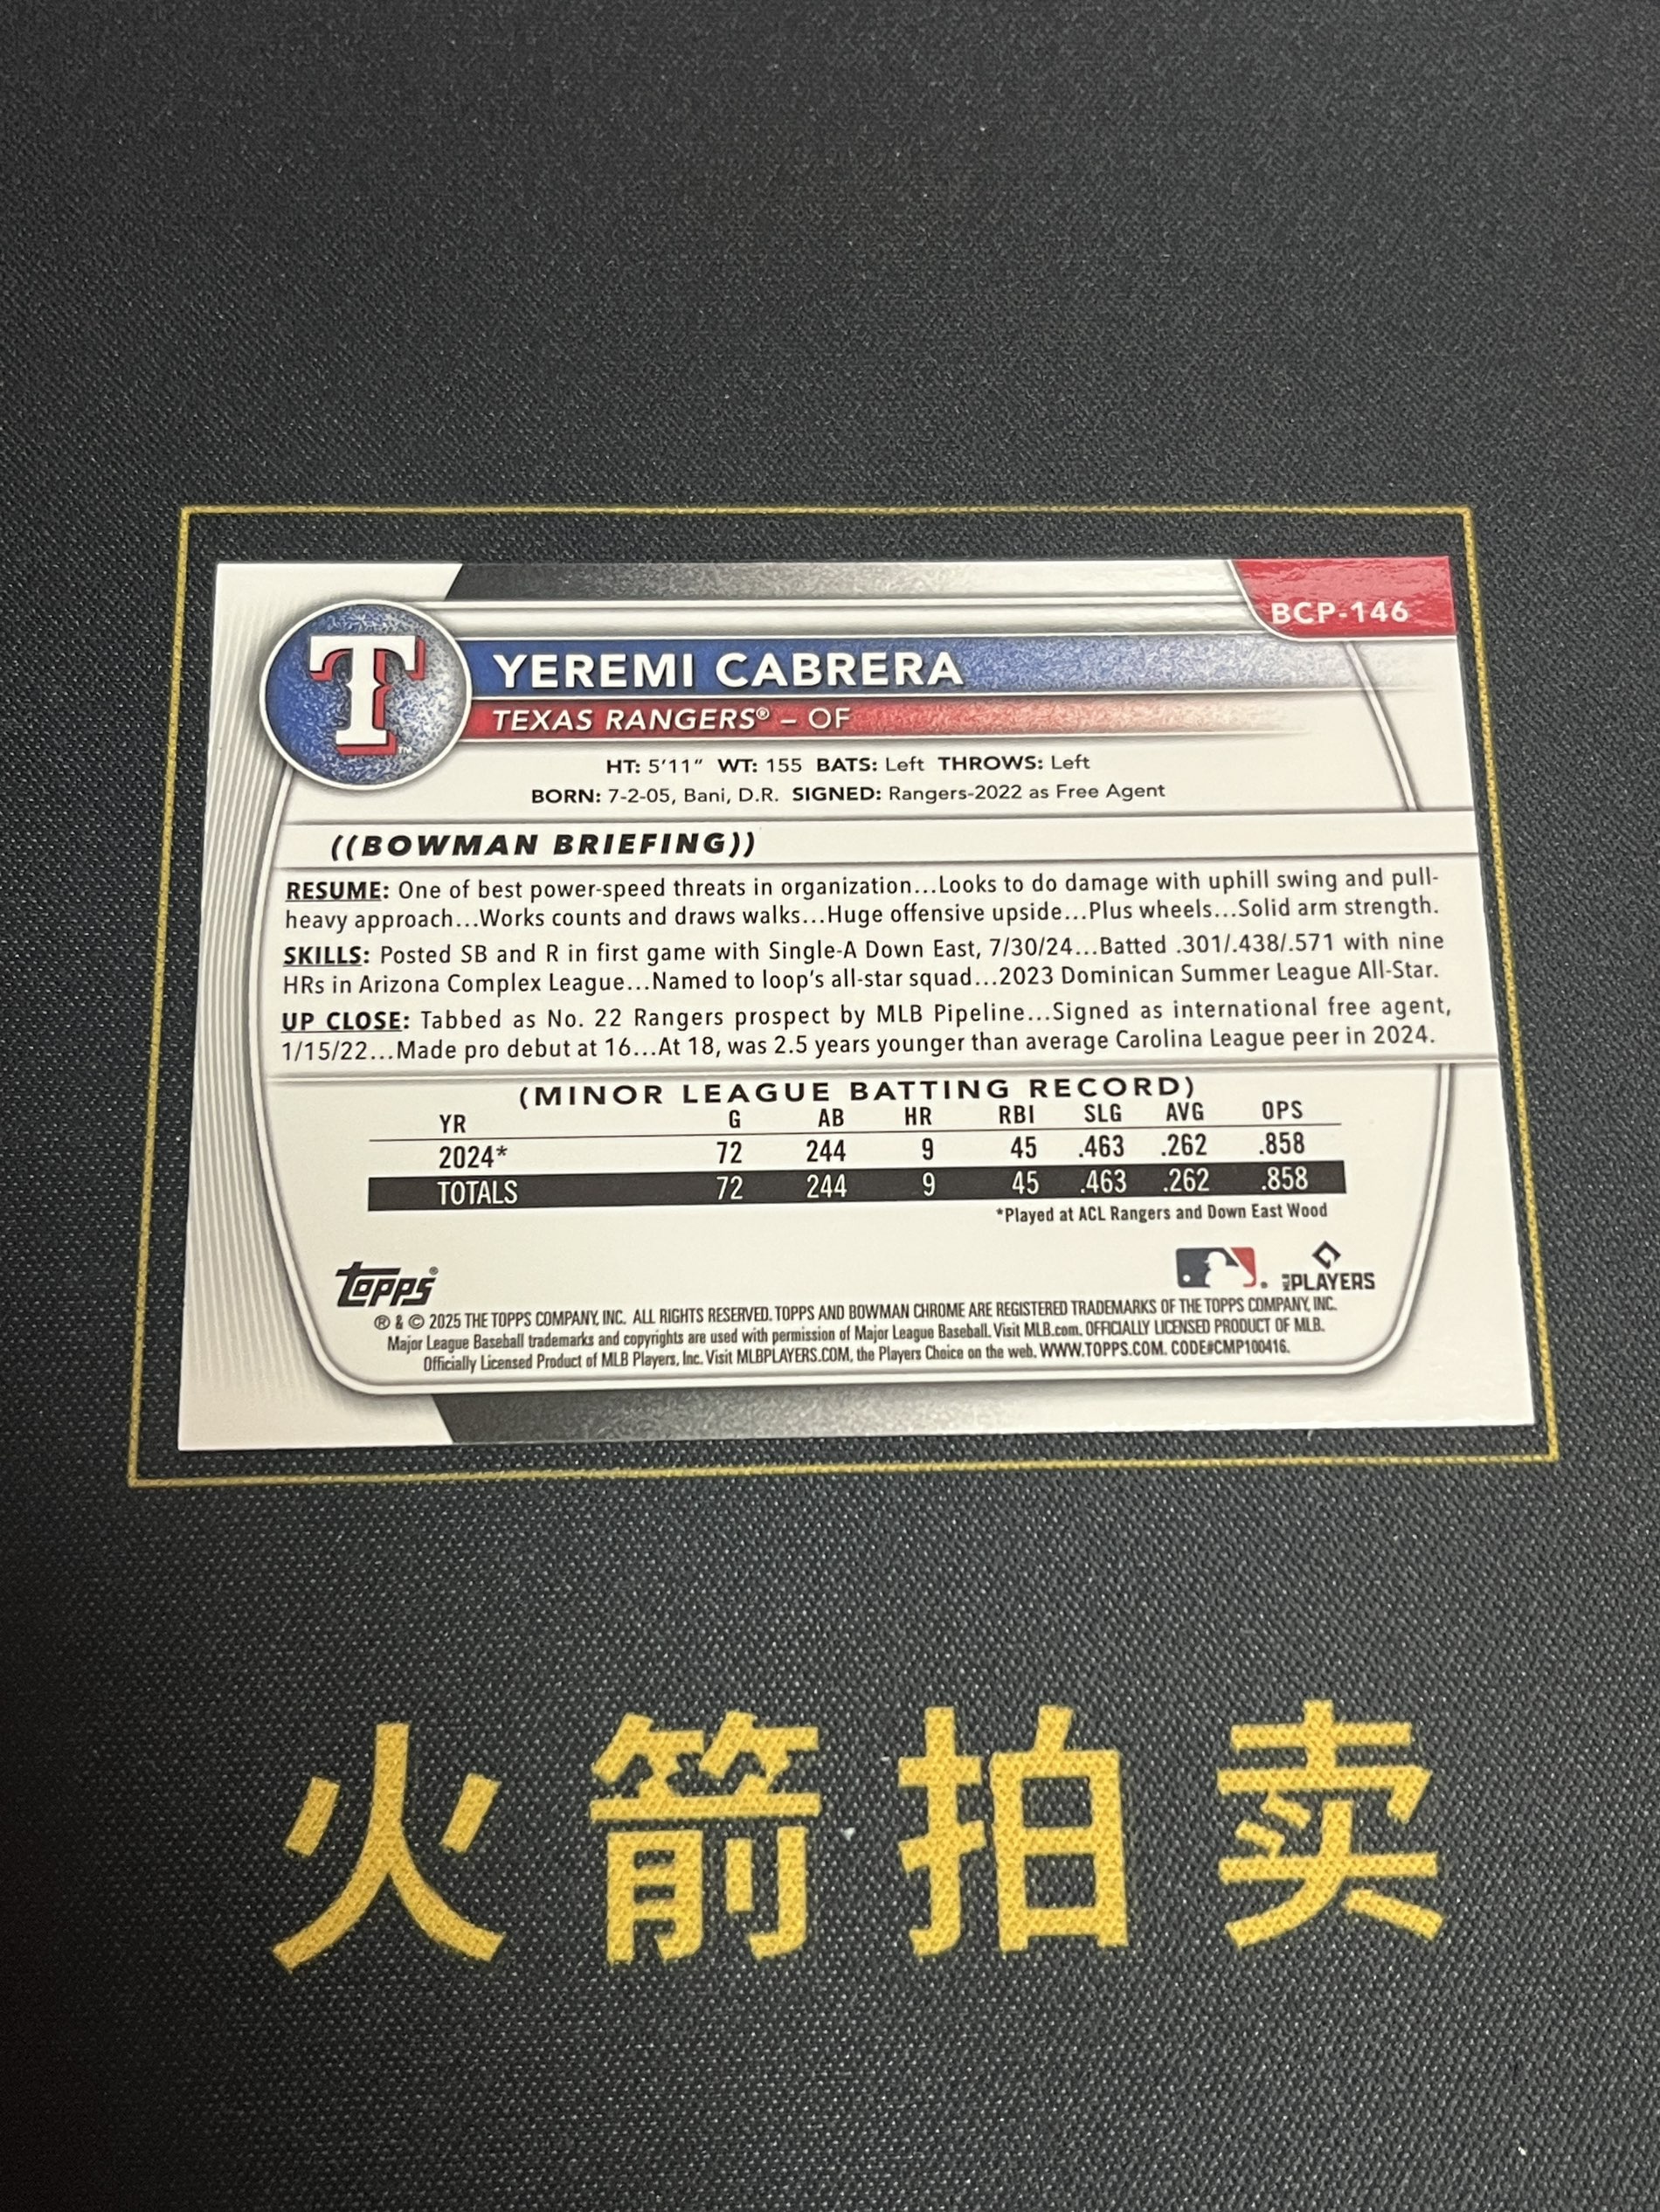 BCP-146
T
YEREMI CABRERA
TEXAS RANGERS® – OF
HT: 5'11" WT: 155 BATS: Left THROWS: Left
BORN: 7-2-05, Bani, D.R. SIGNED: Rangers-2022 as Free Agent
((BOWMAN BRIEFING))
RESUME: One of best power-speed threats in organization...Looks to do damage with uphill swing and pull-
heavy approach...Works counts and draws walks...Huge offensive upside...Plus wheels...Solid arm strength.
SKILLS: Posted SB and R in first game with Single-A Down East, 7/30/24...Batted .301/.438/.571 with nine
HRs in Arizona Complex League...Named to loop's all-star squad...2023 Dominican Summer League All-Star.
UP CLOSE: Tabbed as No. 22 Rangers prospect by MLB Pipeline...Signed as international free agent,
1/15/22...Made pro debut at 16...At 18, was 2.5 years younger than average Carolina League peer in 2024.
(MINOR LEAGUE BATTING RECORD)
YR G AB HR RBI SLG AVG OPS
2024* 72 244 9 45 .463 .262 .858
TOTALS 72 244 9 45 .463 .262 .858
*Played at ACL Rangers and Down East Wood
Topps®
MLB PLAYERS
® & © 2025 THE TOPPS COMPANY, INC. ALL RIGHTS RESERVED. TOPPS AND BOWMAN CHROME ARE REGISTERED TRADEMARKS OF THE TOPPS COMPANY, INC.
Major League Baseball trademarks and copyrights are used with permission of Major League Baseball. Visit MLB.com. OFFICIALLY LICENSED PRODUCT OF MLB.
Officially Licensed Product of MLB Players, Inc. Visit MLBPLAYERS.COM, the Players Choice on the web. WWW.TOPPS.COM. CODE#CMP100416.
火箭拍卖